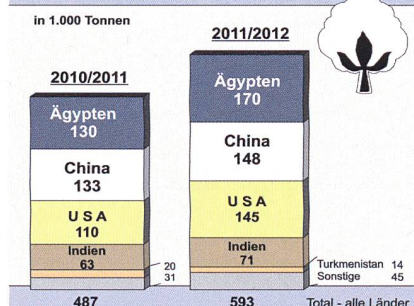 in 1.000 Tonnen
2010/2011
Ägypten
130
China
133
U S A
110
Indien
63
20
31
487
2011/2012
Ägypten
170
China
148
U S A
145
Indien
71
Turkmenistan 14
Sonstige 45
593
Total - alle Länder